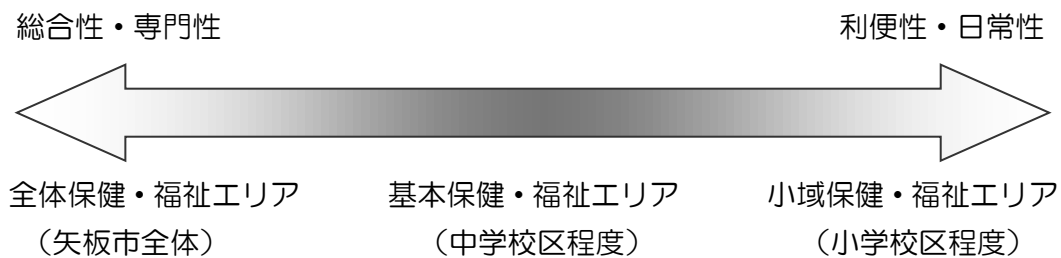 総合性・専門性
利便性・日常性
全体保健・福祉エリア
（矢板市全体）
基本保健・福祉エリア
（中学校区程度）
小域保健・福祉エリア
（小学校区程度）